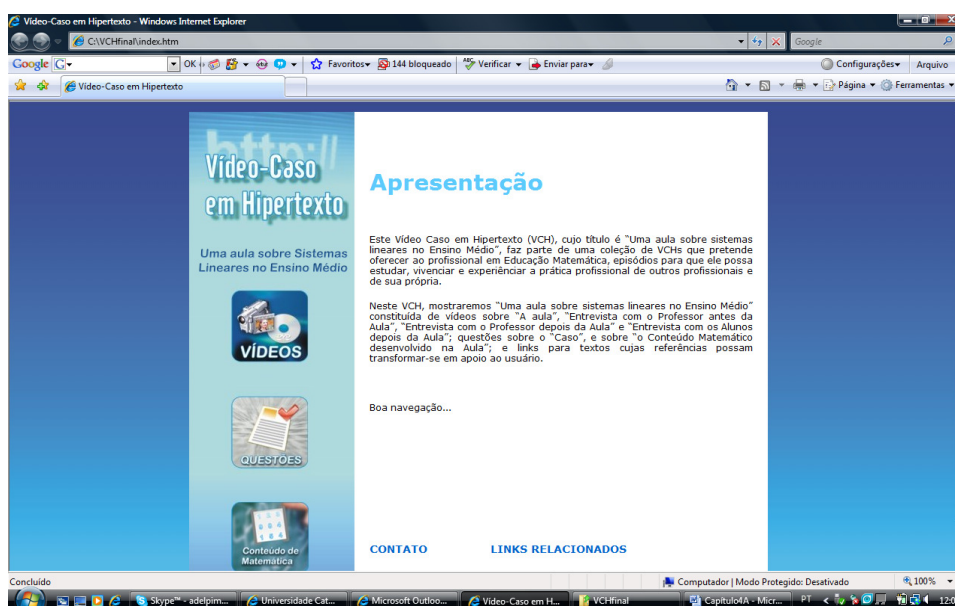 Vídeo-Caso em Hipertexto - Windows Internet Explorer
C:\VCHfinal\index.htm
Google
Google G
OK
144 bloqueado
Favoritos
Verificar
Enviar para
Configurações
Arquivo
Vídeo-Caso em Hipertexto
Página
Ferramentas
http://
Vídeo-Caso
em Hipertexto
Uma aula sobre Sistemas
Lineares no Ensino Médio
VÍDEOS
QUESTÕES
Conteúdo de
Matemática
Apresentação
Este Vídeo Caso em Hipertexto (VCH), cujo título é "Uma aula sobre sistemas
lineares no Ensino Médio", faz parte de uma coleção de VCHs que pretende
oferecer ao profissional em Educação Matemática, episódios para que ele possa
estudar, vivenciar e experiênciar a prática profissional de outros profissionais e
de sua própria.
Neste VCH, mostraremos "Uma aula sobre sistemas lineares no Ensino Médio"
constituída de vídeos sobre "A aula", "Entrevista com o Professor antes da
Aula", "Entrevista com o Professor depois da Aula" e "Entrevista com os Alunos
depois da Aula"; questões sobre o "Caso", e sobre "o Conteúdo Matemático
desenvolvido na Aula"; e links para textos cujas referências possam
transformar-se em apoio ao usuário.
Boa navegação...
CONTATO
LINKS RELACIONADOS
Concluído
Computador | Modo Protegido: Desativado
100%
Skype™ - adelpim...
Universidade Cat...
Microsoft Outloo...
Vídeo-Caso em H...
VCHfinal
Capítulo4A - Micr...
PT